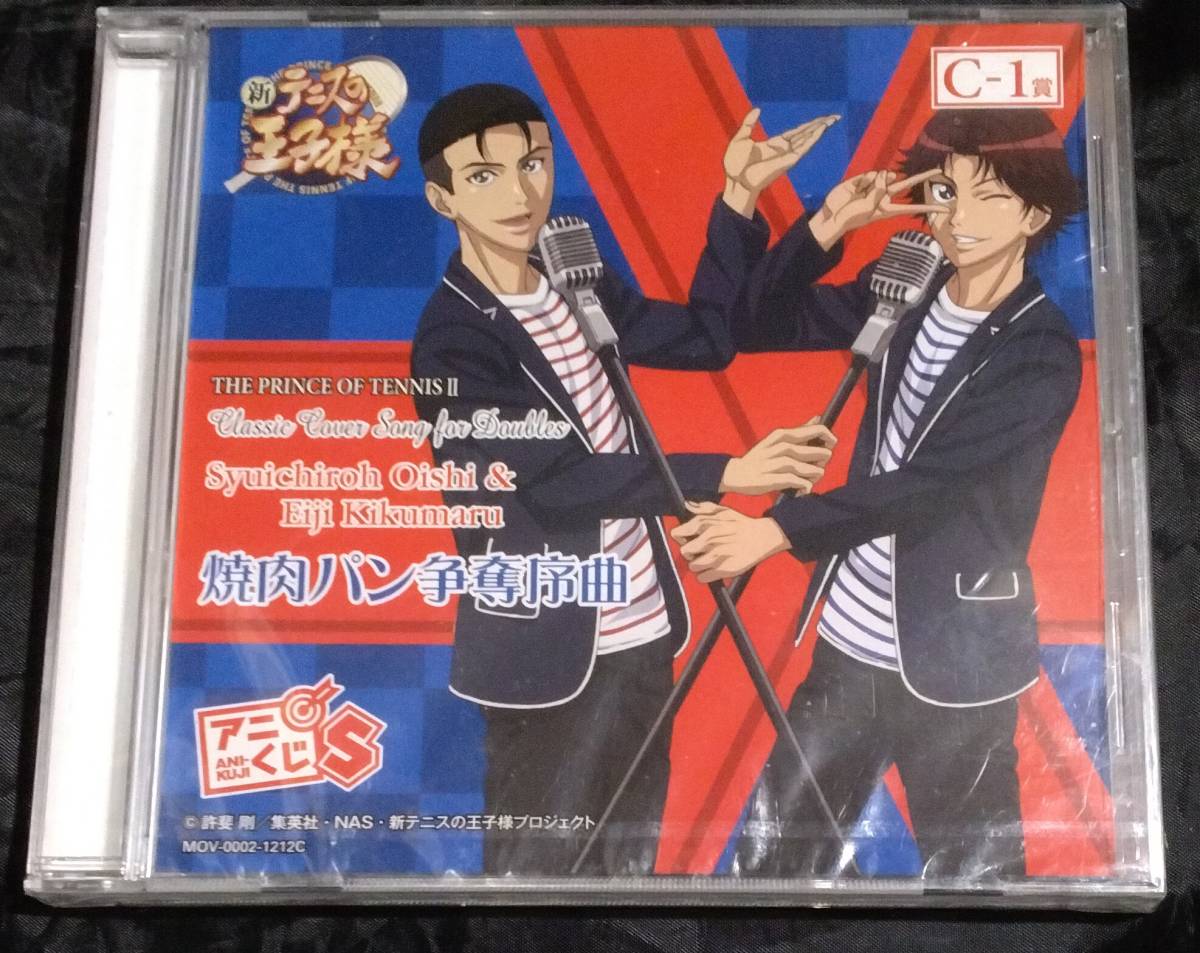 新テニスの
王子様
C-1賞
THE PRINCE OF TENNIS II
Classic Cover Song for Doubles
Syuichiroh Oishi &
Eiji Kikumaru
焼肉パン争奪序曲
アニ
ANI-
KUJI
くじ
S
© 許斐 剛／集英社・NAS・新テニスの王子様プロジェクト
MOV-0002-1212C